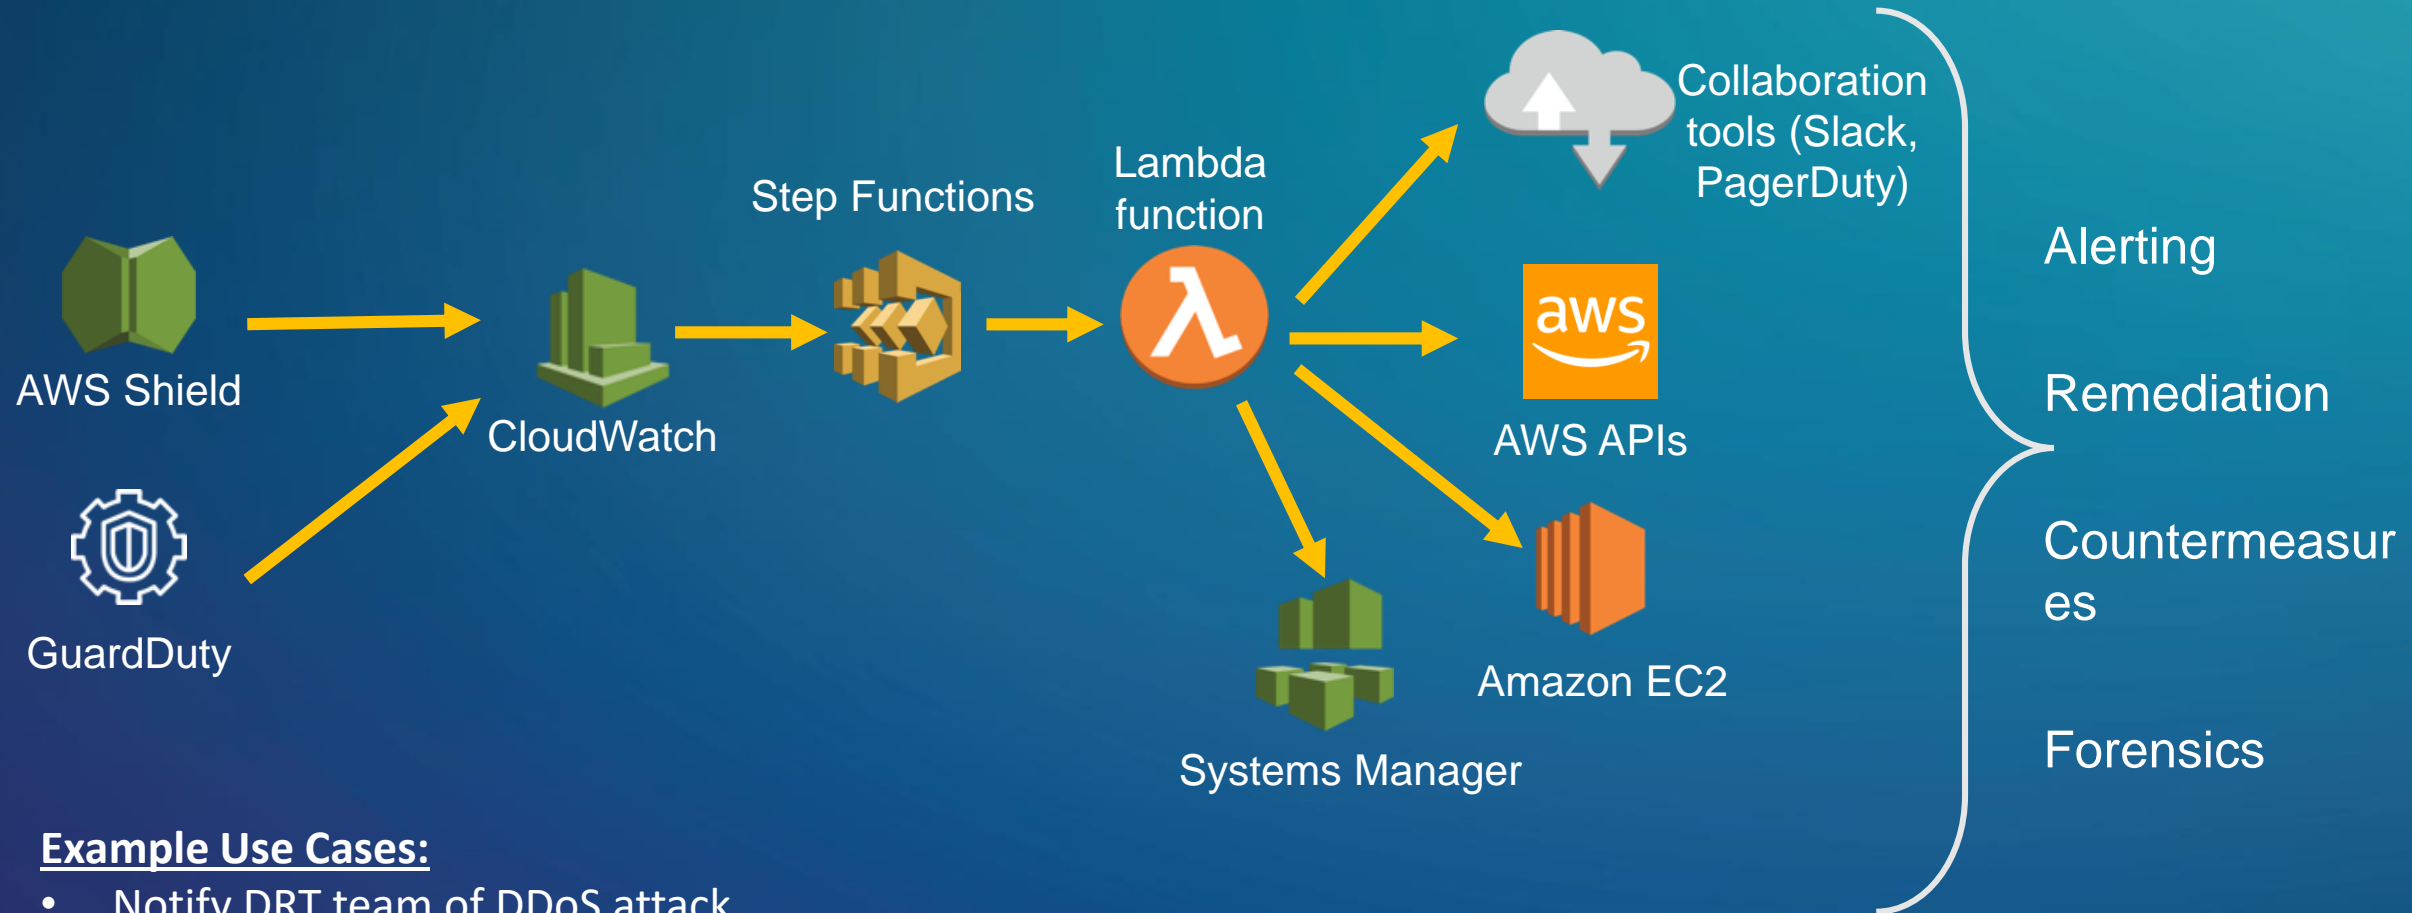 Collaboration
tools (Slack,
PagerDuty)
Lambda
function
Step Functions
Alerting
aws
AWS Shield
CloudWatch
AWS APIs
Remediation
Countermeasur
es
GuardDuty
Amazon EC2
Systems Manager
Forensics
Example Use Cases:
• Notify DRT team of DDoS attack